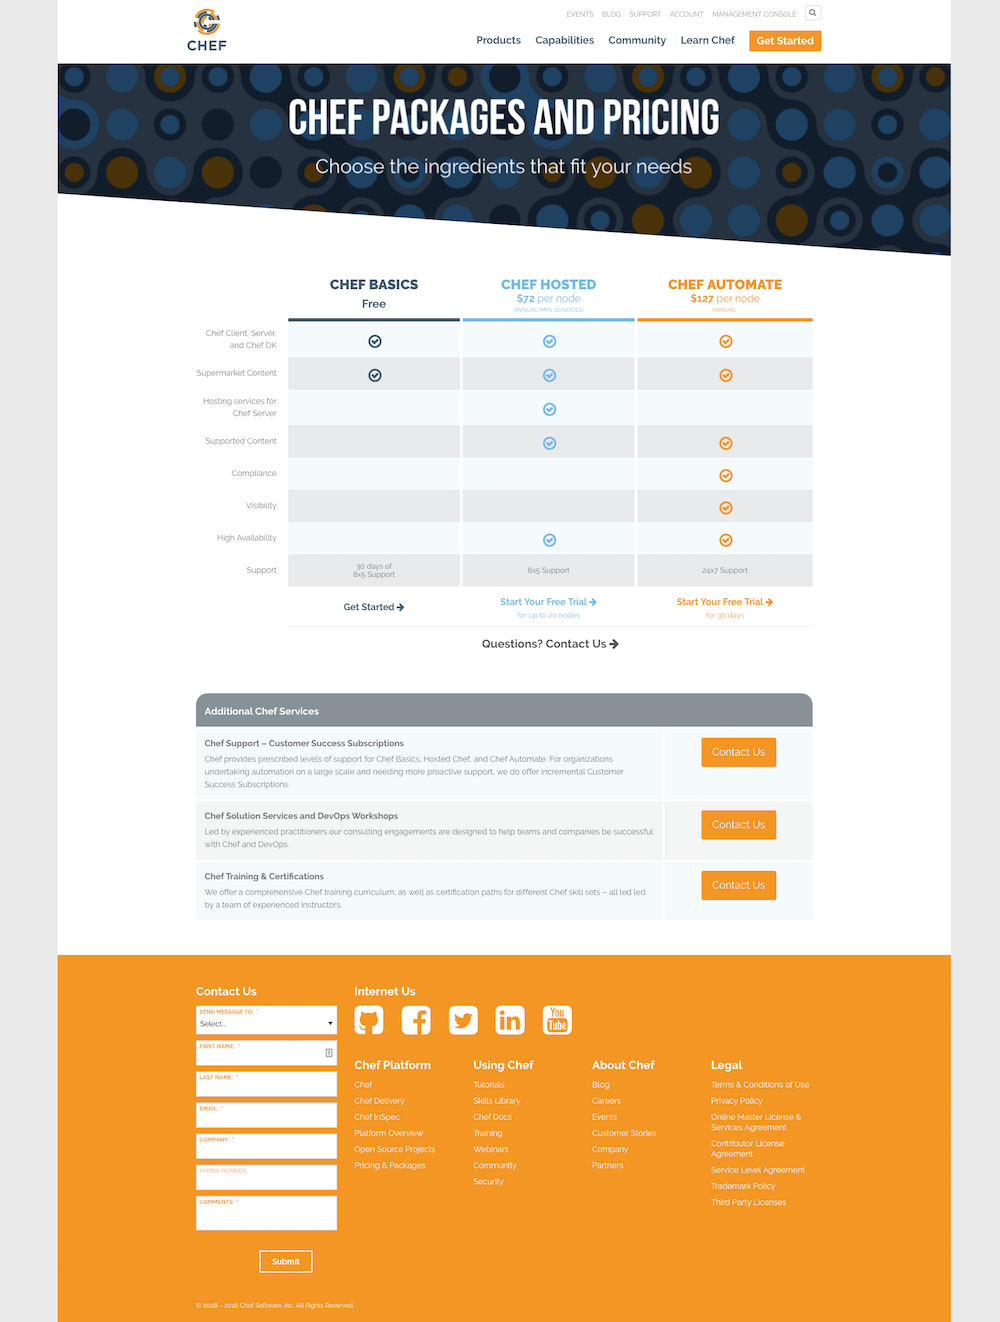 EVENTS BLOG SUPPORT ACCOUNT MANAGEMENT CONSOLE
CHEF
Products Capabilities Community Learn Chef Get Started
CHEF PACKAGES AND PRICING
Choose the ingredients that fit your needs
CHEF BASICS CHEF HOSTED CHEF AUTOMATE
Free $72 per node $127 per node
ANNUAL (MIN. 20 NODES) ANNUAL
Chef Client, Server,
and Chef DK
Supermarket Content
Hosting services for
Chef Server
Supported Content
Compliance
Visibility
High Availability
Support 30 days of
8x5 Support 8x5 Support 24x7 Support
Get Started Start Your Free Trial Start Your Free Trial
for up to 20 nodes for 30 days
Questions? Contact Us
Additional Chef Services
Chef Support – Customer Success Subscriptions
Chef provides prescribed levels of support for Chef Basics, Hosted Chef, and Chef Automate. For organizations
undertaking automation on a large scale and needing more proactive support, we do offer incremental Customer
Success Subscriptions.
Contact Us
Chef Solution Services and DevOps Workshops
Led by experienced practitioners our consulting engagements are designed to help teams and companies be successful
with Chef and DevOps.
Contact Us
Chef Training & Certifications
We offer a comprehensive Chef training curriculum, as well as certification paths for different Chef skill sets – all led led
by a team of experienced instructors.
Contact Us
Contact Us
SEND MESSAGE TO: *
Select...
FIRST NAME: *
LAST NAME: *
EMAIL: *
COMPANY: *
PHONE NUMBER
COMMENTS: *
Submit
Internet Us
in
You
Tube
Chef Platform
Chef
Chef Delivery
Chef InSpec
Platform Overview
Open Source Projects
Pricing & Packages
Using Chef
Tutorials
Skills Library
Chef Docs
Training
Webinars
Community
Security
About Chef
Blog
Careers
Events
Customer Stories
Company
Partners
Legal
Terms & Conditions of Use
Privacy Policy
Online Master License &
Services Agreement
Contributor License
Agreement
Service Level Agreement
Trademark Policy
Third Party Licenses
© 2008 – 2016 Chef Software, Inc. All Rights Reserved.